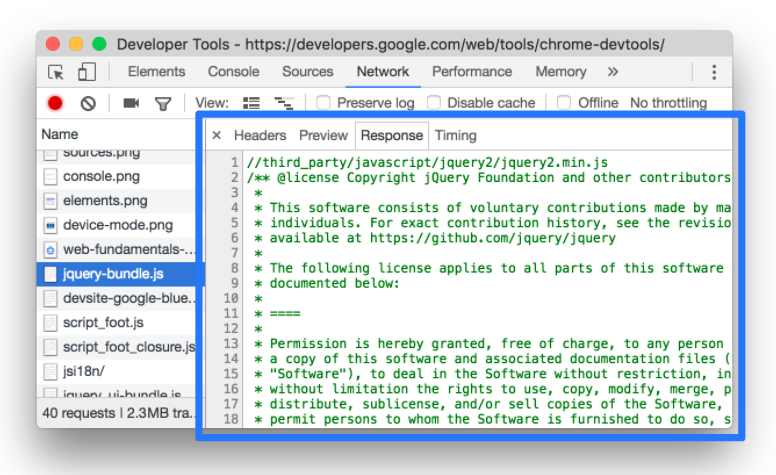 Developer Tools - https://developers.google.com/web/tools/chrome-devtools/
Elements Console Sources Network Performance Memory »
View: Preserve log Disable cache Offline No throttling
Name
× Headers Preview Response Timing
sources.png
console.png
elements.png
device-mode.png
web-fundamentals-...
jquery-bundle.js
devsite-google-blue...
script_foot.js
script_foot_closure.js
jsi18n/
jquery_ui-bundle.js
40 requests | 2.3MB tra...
1 //third_party/javascript/jquery2/jquery2.min.js
2 /** @license Copyright jQuery Foundation and other contributors
3 *
4 * This software consists of voluntary contributions made by ma
5 * individuals. For exact contribution history, see the revisio
6 * available at https://github.com/jquery/jquery
7 *
8 * The following license applies to all parts of this software
9 * documented below:
10 *
11 * ====
12 *
13 * Permission is hereby granted, free of charge, to any person
14 * a copy of this software and associated documentation files (
15 * "Software"), to deal in the Software without restriction, in
16 * without limitation the rights to use, copy, modify, merge, p
17 * distribute, sublicense, and/or sell copies of the Software,
18 * permit persons to whom the Software is furnished to do so, s